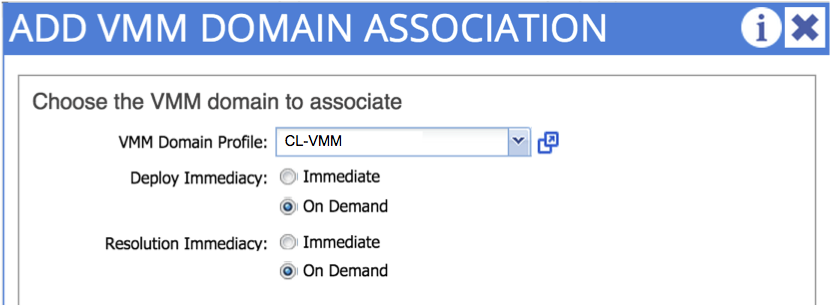 ADD VMM DOMAIN ASSOCIATION
Choose the VMM domain to associate
VMM Domain Profile: CL-VMM
Deploy Immediacy: Immediate
On Demand
Resolution Immediacy: Immediate
On Demand